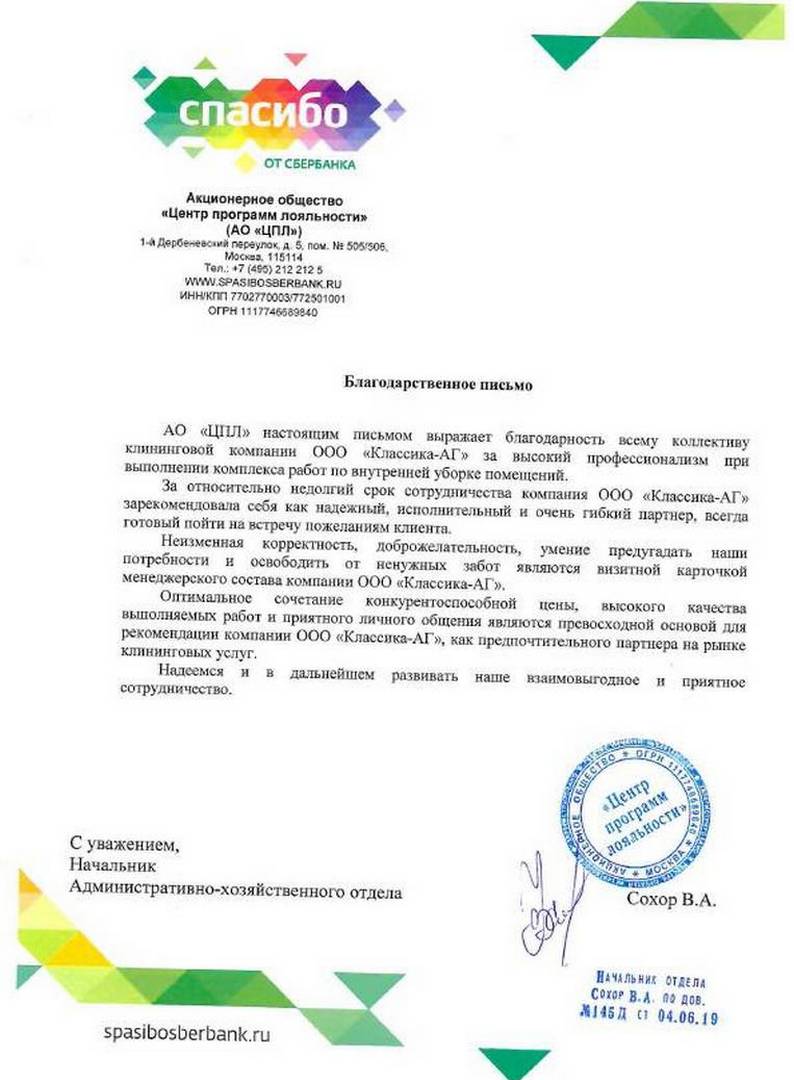 спасибо
ОТ СБЕРБАНКА
Акционерное общество
«Центр программ лояльности»
(АО «ЦПЛ»)
1-й Дербеневский переулок, д. 5, пом. № 505/506,
Москва, 115114
Тел.: +7 (495) 212 212 5
WWW.SPASIBOSBERBANK.RU
ИНН/КПП 7702770003/772501001
ОГРН 1117746689840
Благодарственное письмо
АО «ЦПЛ» настоящим письмом выражает благодарность всему коллективу
клининговой компании ООО «Классика-АГ» за высокий профессионализм при
выполнении комплекса работ по внутренней уборке помещений.
За относительно недолгий срок сотрудничества компания ООО «Классика-АГ»
зарекомендовала себя как надежный, исполнительный и очень гибкий партнер, всегда
готовый пойти на встречу пожеланиям клиента.
Неизменная корректность, доброжелательность, умение предугадать наши
потребности и освободить от ненужных забот являются визитной карточкой
менеджерского состава компании ООО «Классика-АГ».
Оптимальное сочетание конкурентоспособной цены, высокого качества
выполняемых работ и приятного личного общения являются превосходной основой для
рекомендации компании ООО «Классика-АГ», как предпочтительного партнера на рынке
клининговых услуг.
Надеемся и в дальнейшем развивать наше взаимовыгодное и приятное
сотрудничество.
АКЦИОНЕРНОЕ ОБЩЕСТВО * ОГРН 1117746689840 * МОСКВА *
«Центр
программ
лояльности»
С уважением,
Начальник
Административно-хозяйственного отдела
Сохор В.А.
НАЧАЛЬНИК ОТДЕЛА
СОХОР В.А. ПО ДОВ.
№145Д СТ 04.06.19
spasibosberbank.ru